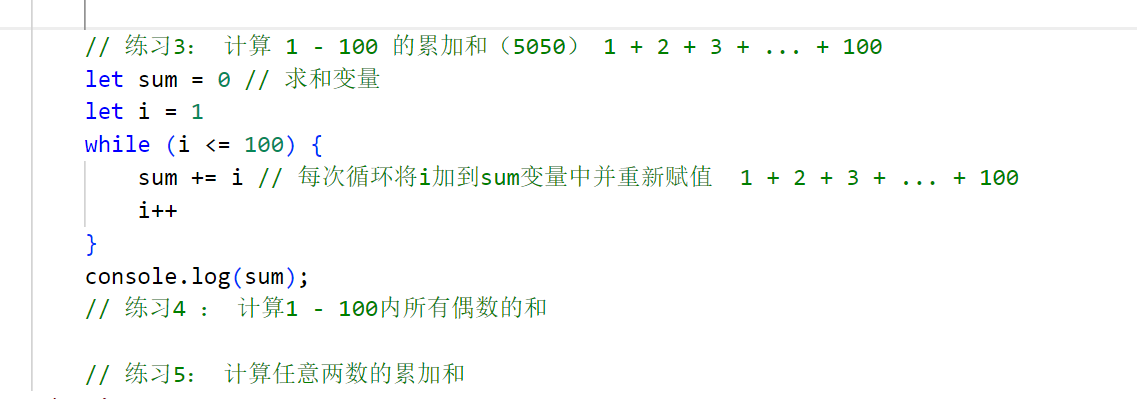 // 练习3： 计算 1 - 100 的累加和（5050） 1 + 2 + 3 + ... + 100
let sum = 0 // 求和变量
let i = 1
while (i <= 100) {
    sum += i // 每次循环将i加到sum变量中并重新赋值  1 + 2 + 3 + ... + 100
    i++
}
console.log(sum);
// 练习4 ： 计算1 - 100内所有偶数的和
// 练习5： 计算任意两数的累加和